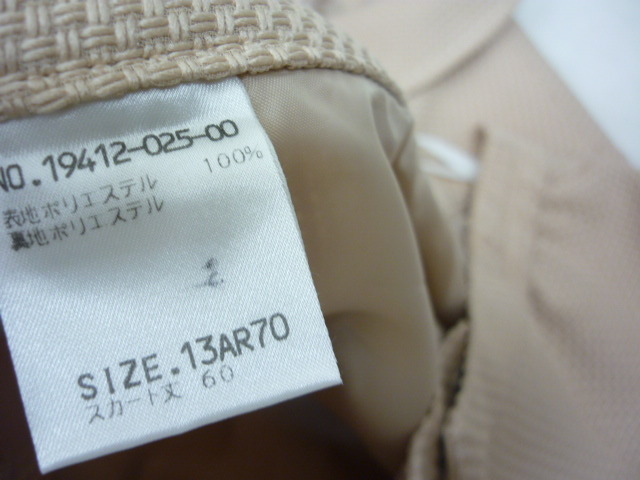 NO.19412-025-00
表地ポリエステル 100%
裏地ポリエステル
SIZE.13AR70
スカート丈 60